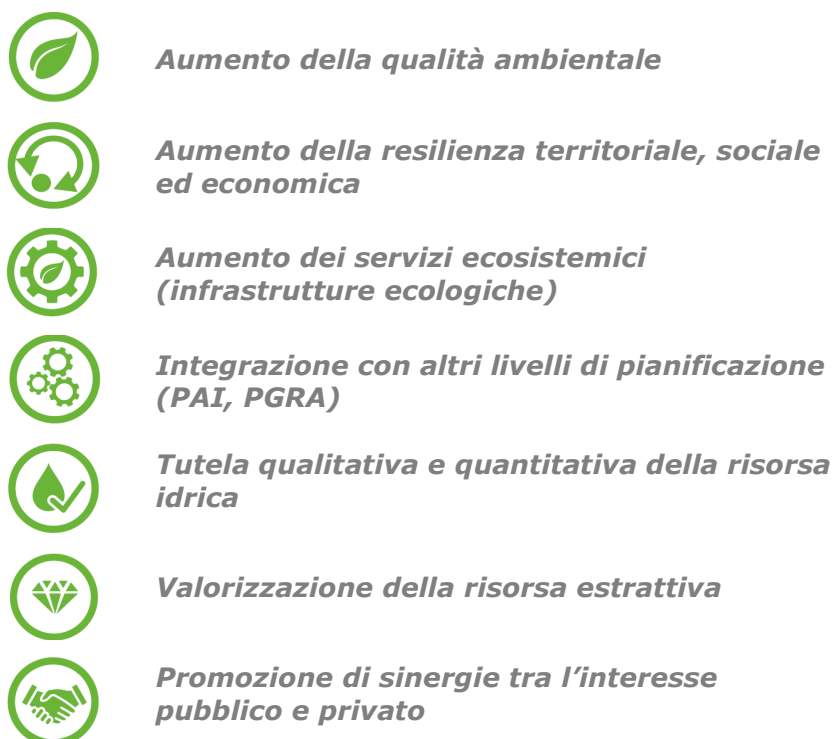 Aumento della qualità ambientale
Aumento della resilienza territoriale, sociale
ed economica
Aumento dei servizi ecosistemici
(infrastrutture ecologiche)
Integrazione con altri livelli di pianificazione
(PAI, PGRA)
Tutela qualitativa e quantitativa della risorsa
idrica
Valorizzazione della risorsa estrattiva
Promozione di sinergie tra l’interesse
pubblico e privato